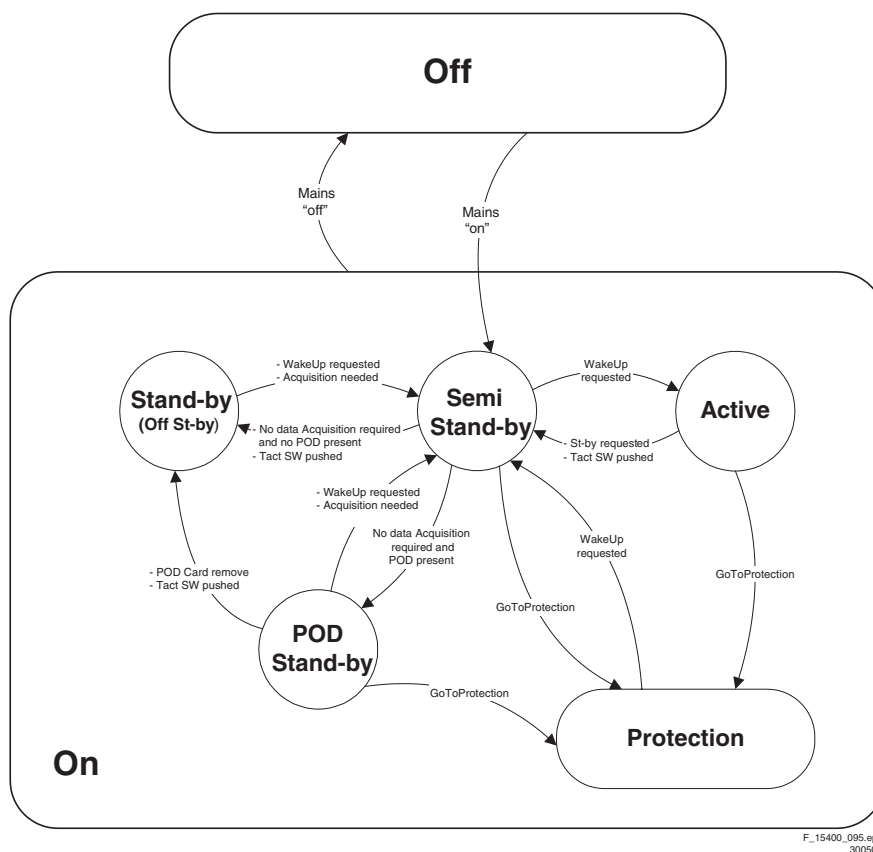 Off
Mains
“off”
Mains
“on”
- WakeUp requested
- Acquisition needed
WakeUp
requested
Stand-by
(Off St-by)
Semi
Stand-by
Active
- No data Acquisition required
and no POD present
- Tact SW pushed
- St-by requested
- Tact SW pushed
- WakeUp requested
- Acquisition needed
No data Acquisition
required and
POD present
WakeUp
requested
- POD Card remove
- Tact SW pushed
GoToProtection
GoToProtection
POD
Stand-by
GoToProtection
Protection
On
F_15400_095.ep
30050